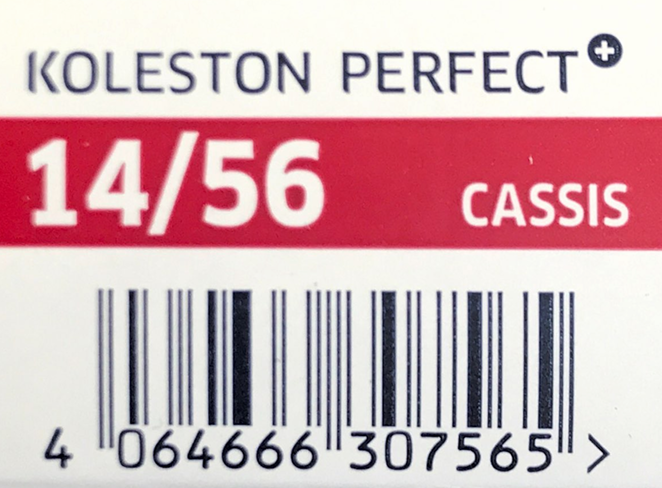 KOLESTON PERFECT+
14/56 CASSIS
4 064666 307565 >